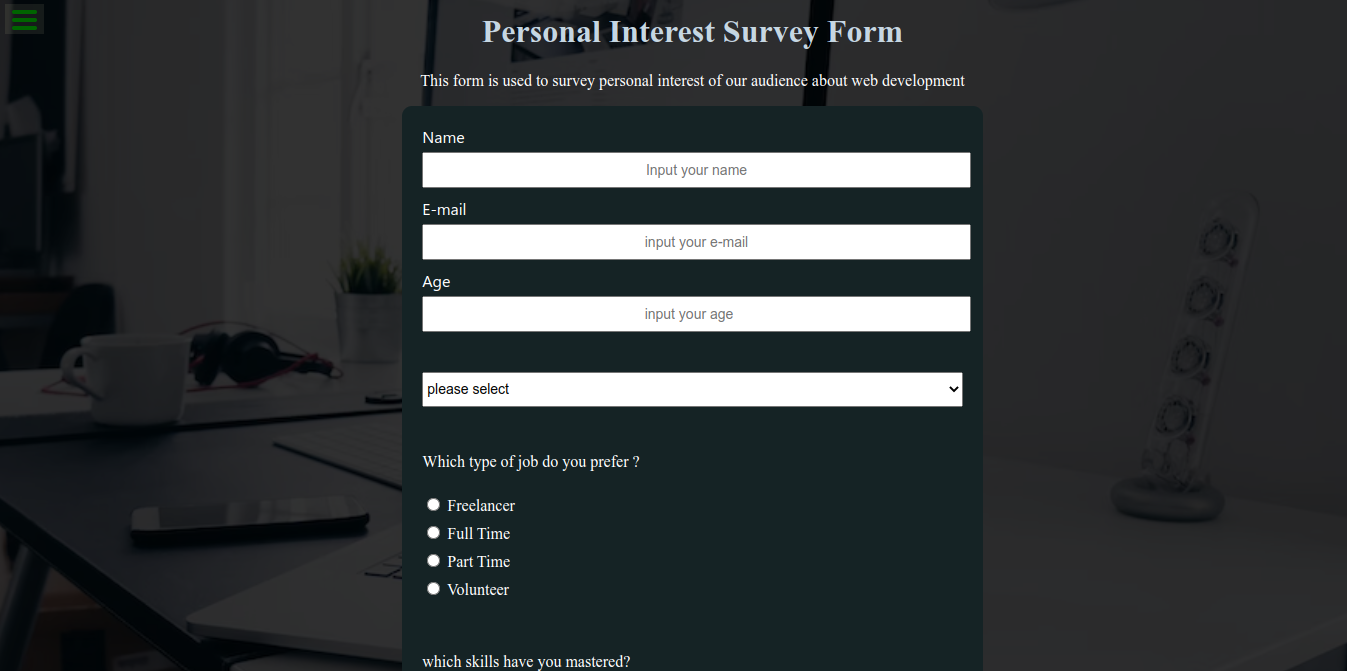 Personal Interest Survey Form
This form is used to survey personal interest of our audience about web development
Name
Input your name
E-mail
input your e-mail
Age
input your age
please select
Which type of job do you prefer ?
Freelancer
Full Time
Part Time
Volunteer
which skills have you mastered?